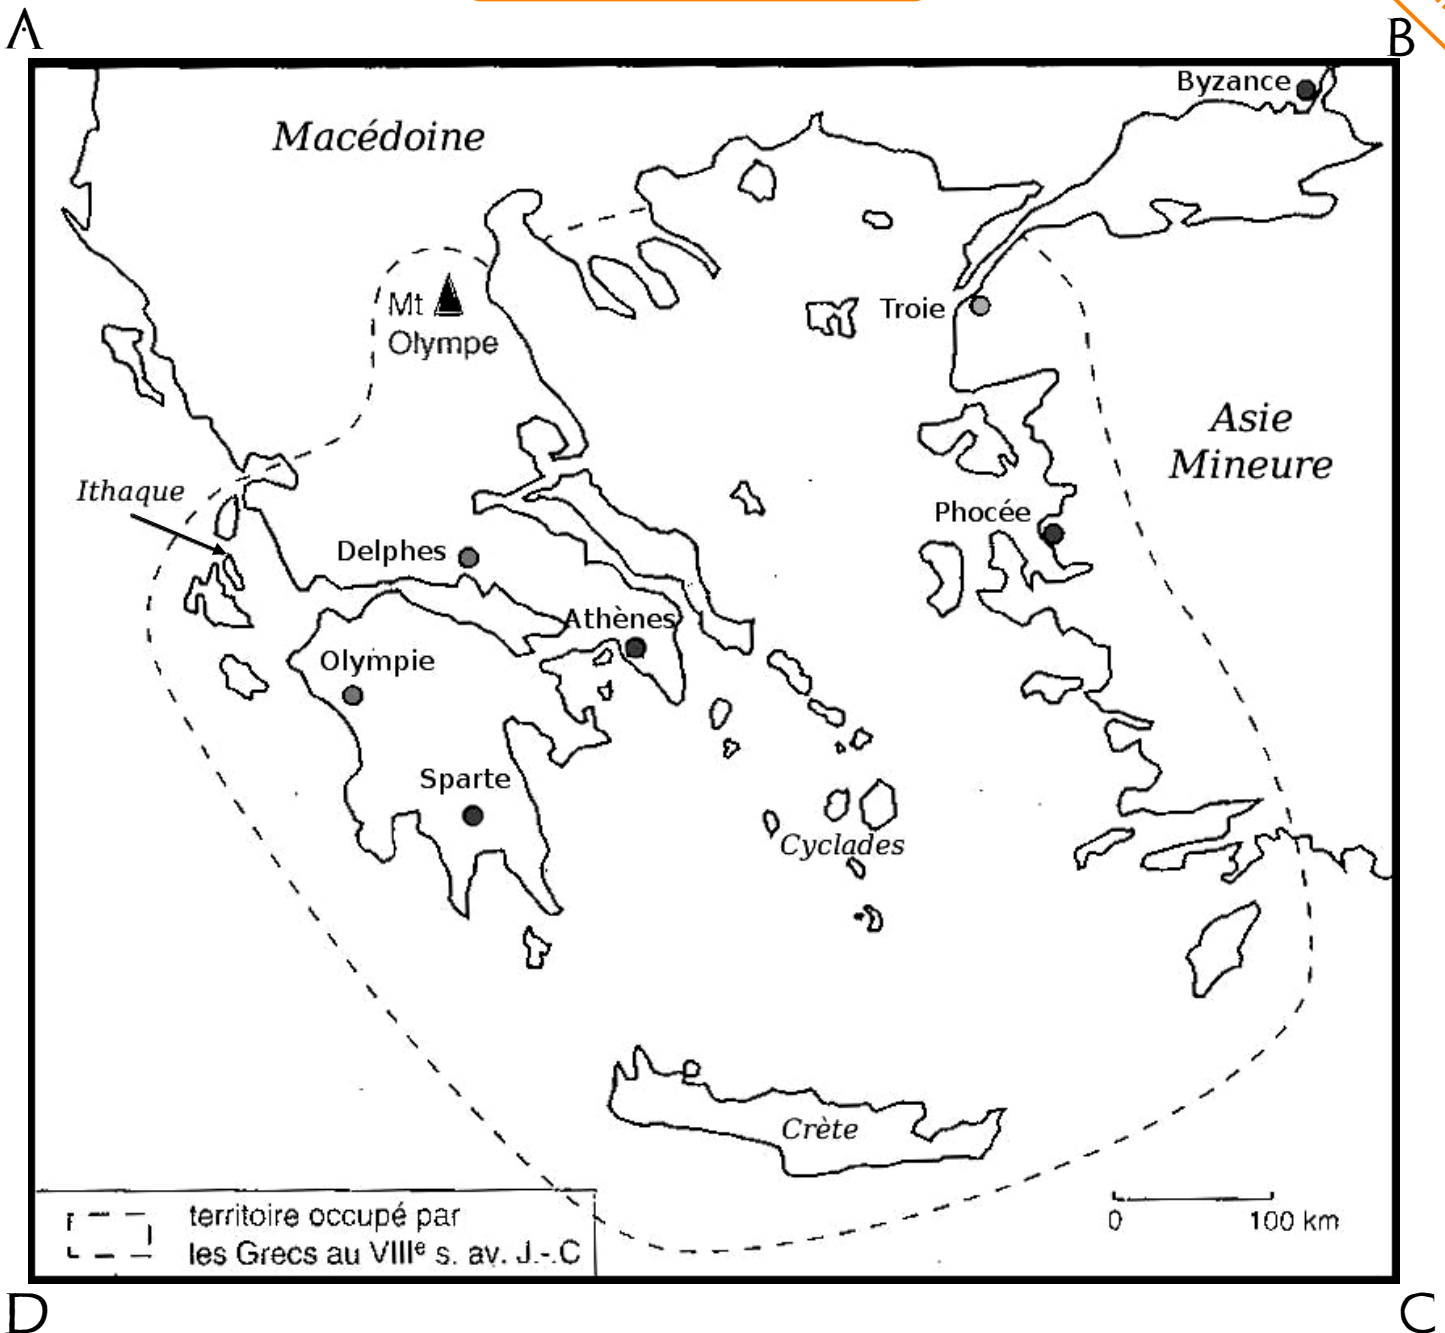 A
B
Byzance
Macédoine
Mt
Olympe
Troie
Asie
Mineure
Ithaque
Phocée
Delphes
Athènes
Olympie
Sparte
Cyclades
Crète
territoire occupé par
les Grecs au VIIIᵉ s. av. J.-.C
0 100 km
D
C